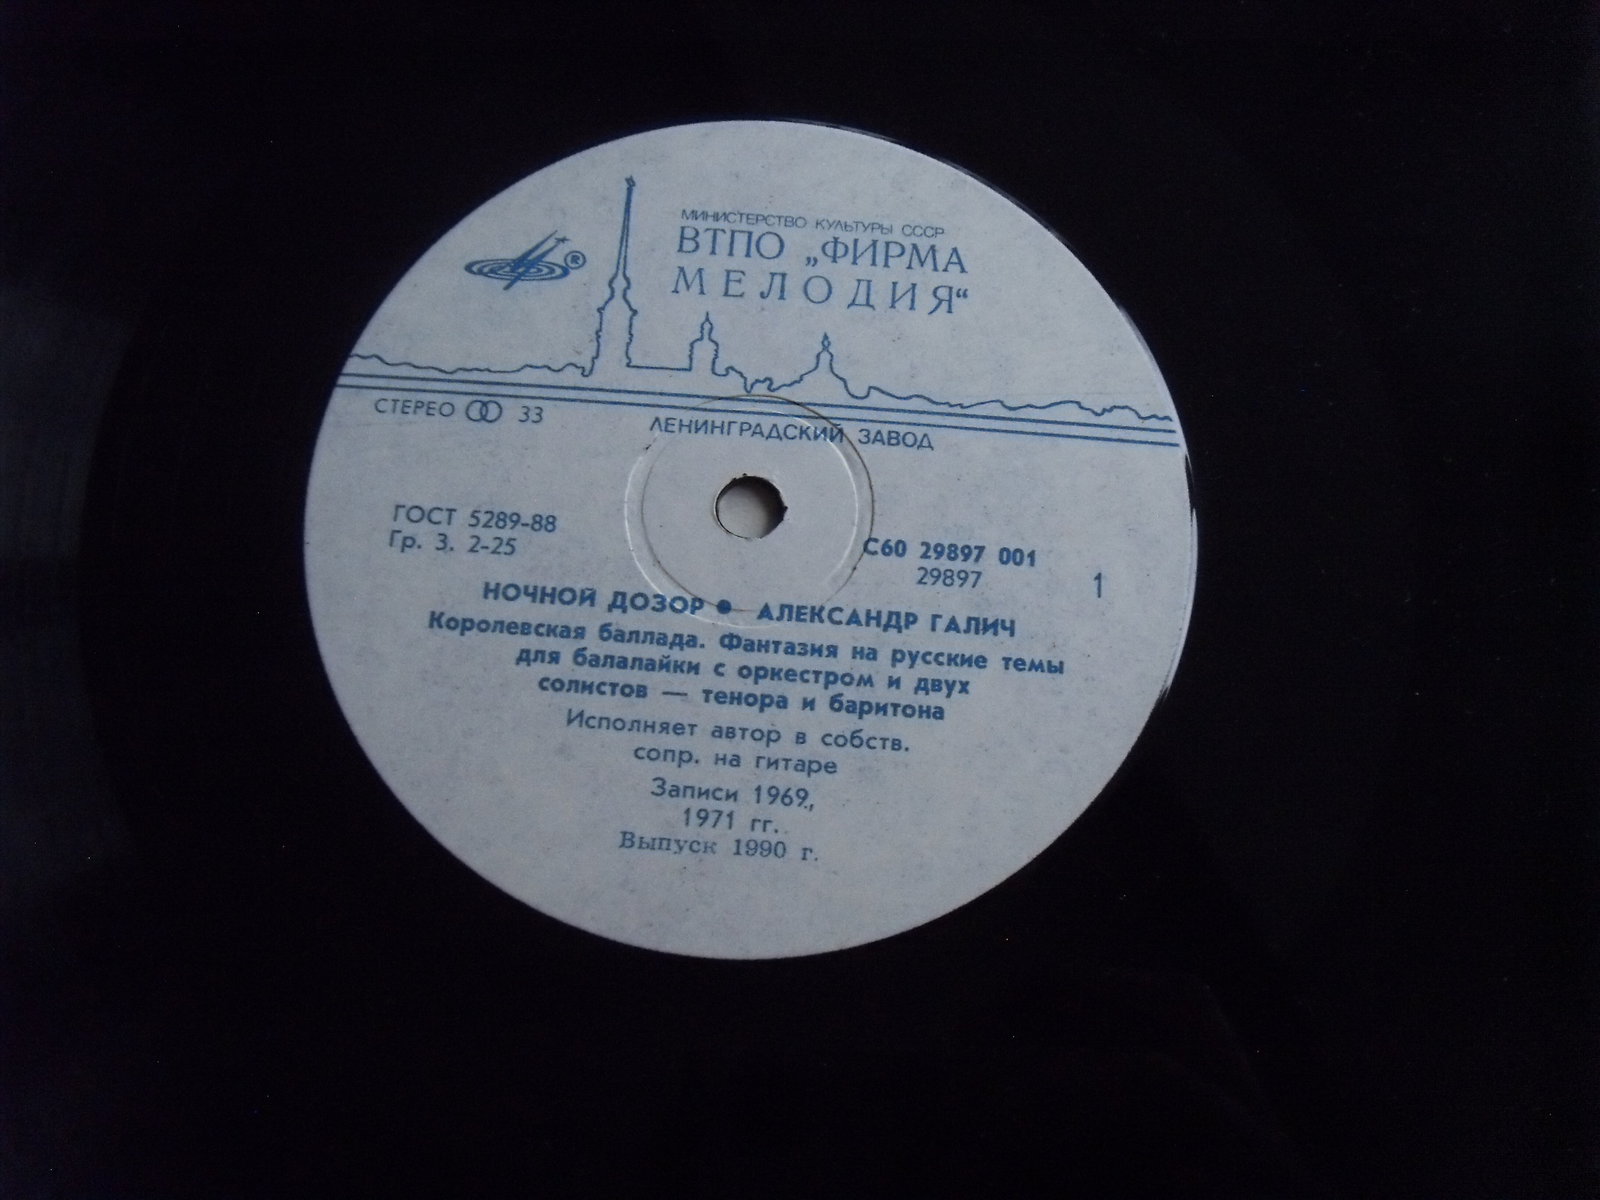 МИНИСТЕРСТВО КУЛЬТУРЫ СССР
ВТПО „ФИРМА
МЕЛОДИЯ“
®
СТЕРЕО 33
ЛЕНИНГРАДСКИЙ ЗАВОД
ГОСТ 5289-88
Гр. 3. 2-25
С60 29897 001
29897
1
НОЧНОЙ ДОЗОР ● АЛЕКСАНДР ГАЛИЧ
Королевская баллада. Фантазия на русские темы
для балалайки с оркестром и двух
солистов — тенора и баритона
Исполняет автор в собств.
сопр. на гитаре
Записи 1969,
1971 гг.
Выпуск 1990 г.